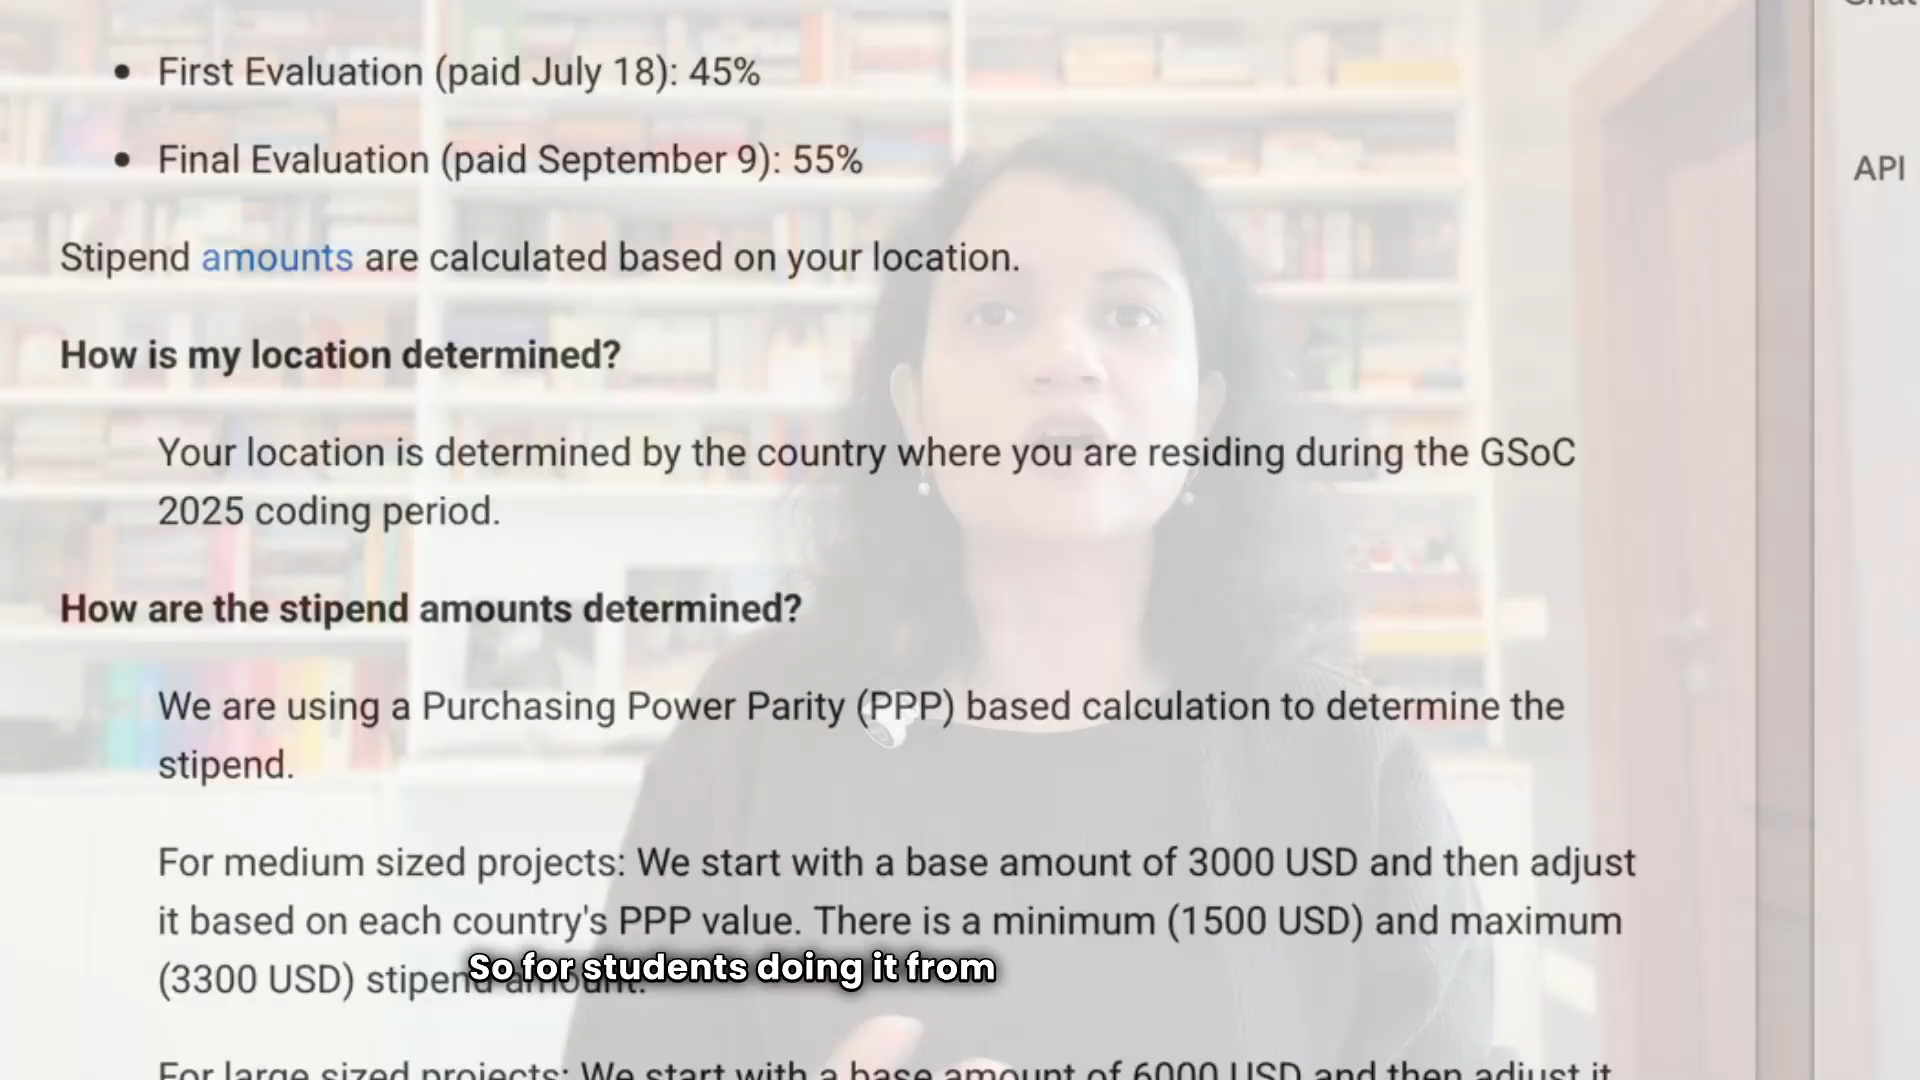 First Evaluation (paid July 18): 45%
Final Evaluation (paid September 9): 55%
API
Stipend amounts are calculated based on your location.
How is my location determined?
Your location is determined by the country where you are residing during the GSoC
2025 coding period.
How are the stipend amounts determined?
We are using a Purchasing Power Parity (PPP) based calculation to determine the
stipend.
For medium sized projects: We start with a base amount of 3000 USD and then adjust
it based on each country's PPP value. There is a minimum (1500 USD) and maximum
(3300 USD) stipend amount.
So for students doing it from
For large sized projects: We start with a base amount of 6000 USD and then adjust it